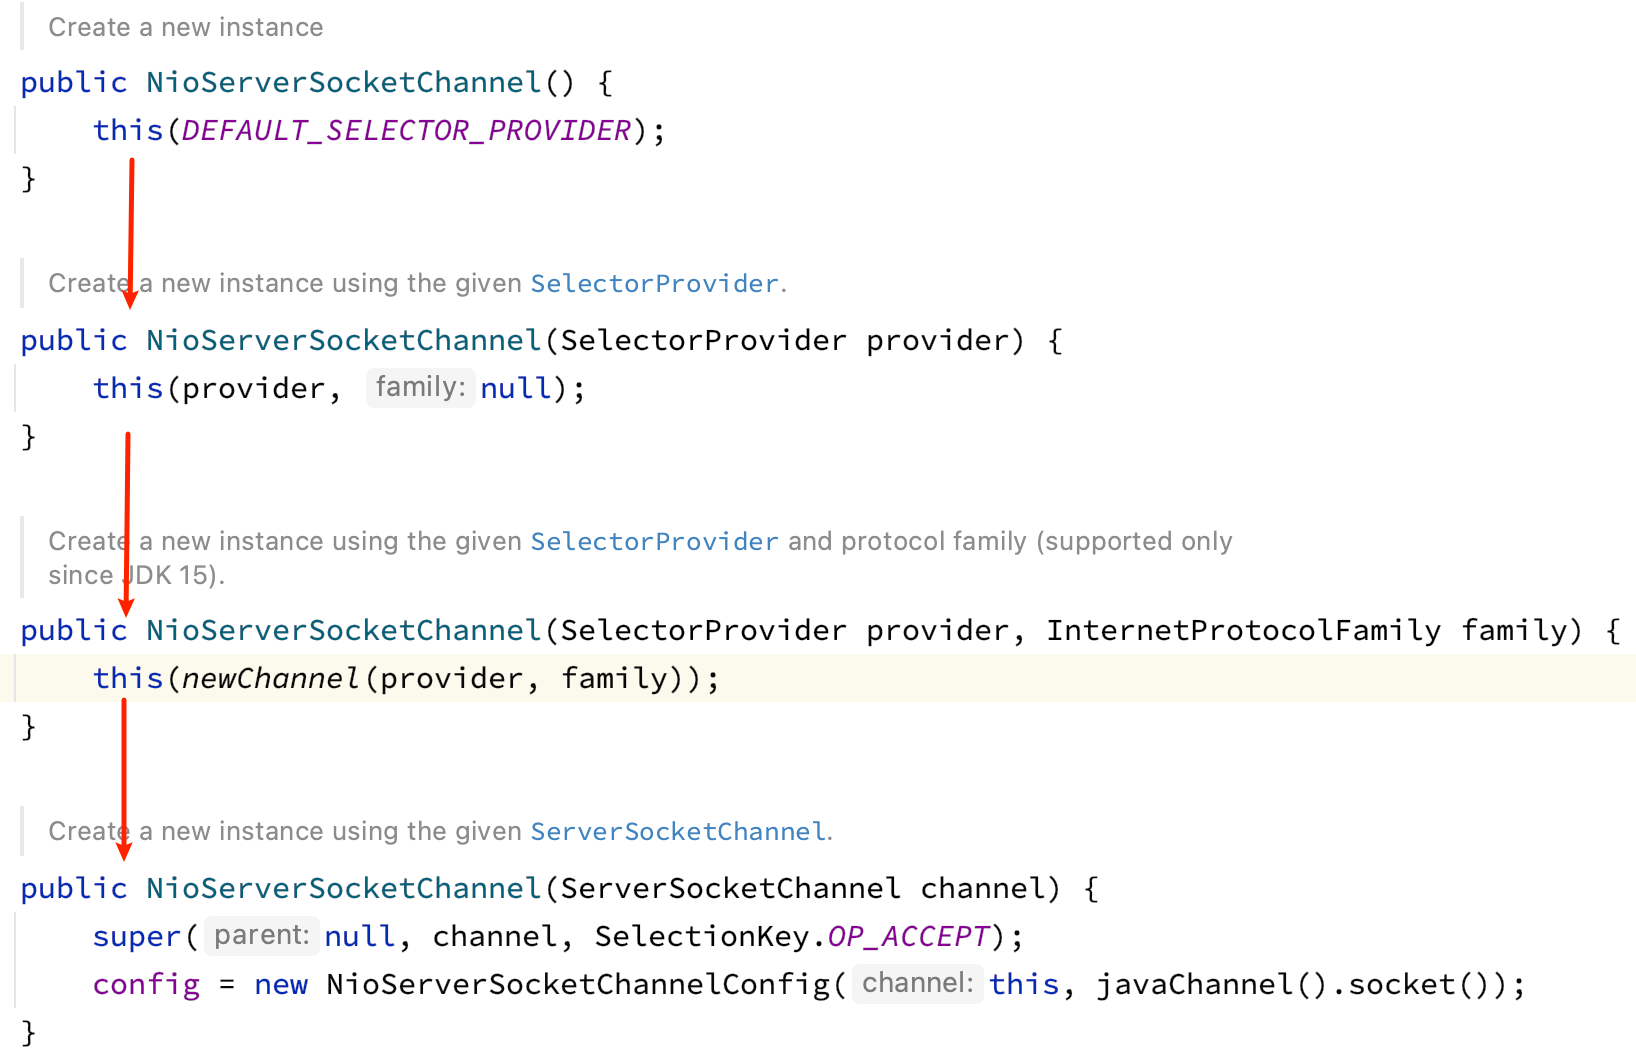 Create a new instance
public NioServerSocketChannel() {
this(DEFAULT_SELECTOR_PROVIDER);
}
Create a new instance using the given SelectorProvider.
public NioServerSocketChannel(SelectorProvider provider) {
this(provider, family: null);
}
Create a new instance using the given SelectorProvider and protocol family (supported only
since JDK 15).
public NioServerSocketChannel(SelectorProvider provider, InternetProtocolFamily family) {
this(newChannel(provider, family));
}
Create a new instance using the given ServerSocketChannel.
public NioServerSocketChannel(ServerSocketChannel channel) {
super( parent: null, channel, SelectionKey.OP_ACCEPT);
config = new NioServerSocketChannelConfig( channel: this, javaChannel().socket());
}